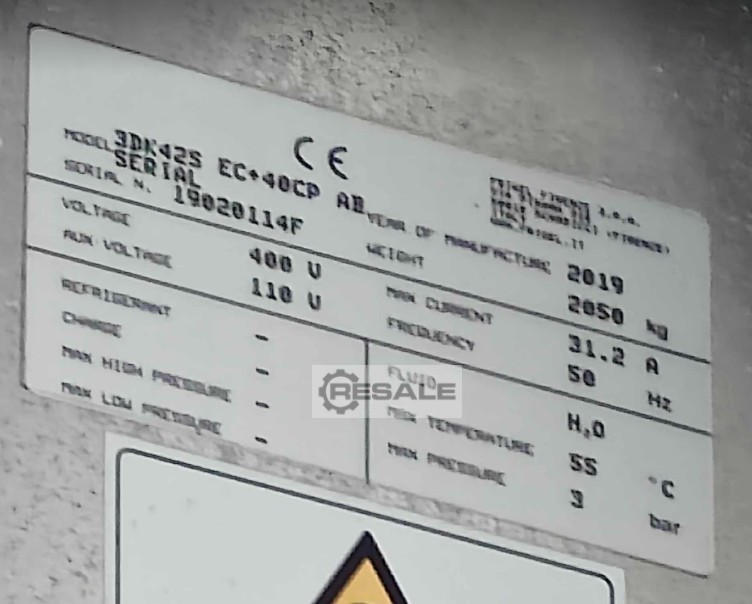 CE
MODEL 3DK42S EC+40CP AB
SERIAL
SERIAL N. 19020114F
YEAR OF MANUFACTURE 2019
WEIGHT 2050 kg
VOLTAGE 400 V
AUX VOLTAGE 110 V
MAX CURRENT 31.2 A
FREQUENCY 50 Hz
REFRIGERANT -
CHARGE -
MAX HIGH PRESSURE -
MAX LOW PRESSURE -
FLUID H₂O
MAX TEMPERATURE 55 °C
MAX PRESSURE 3 bar
RESALE